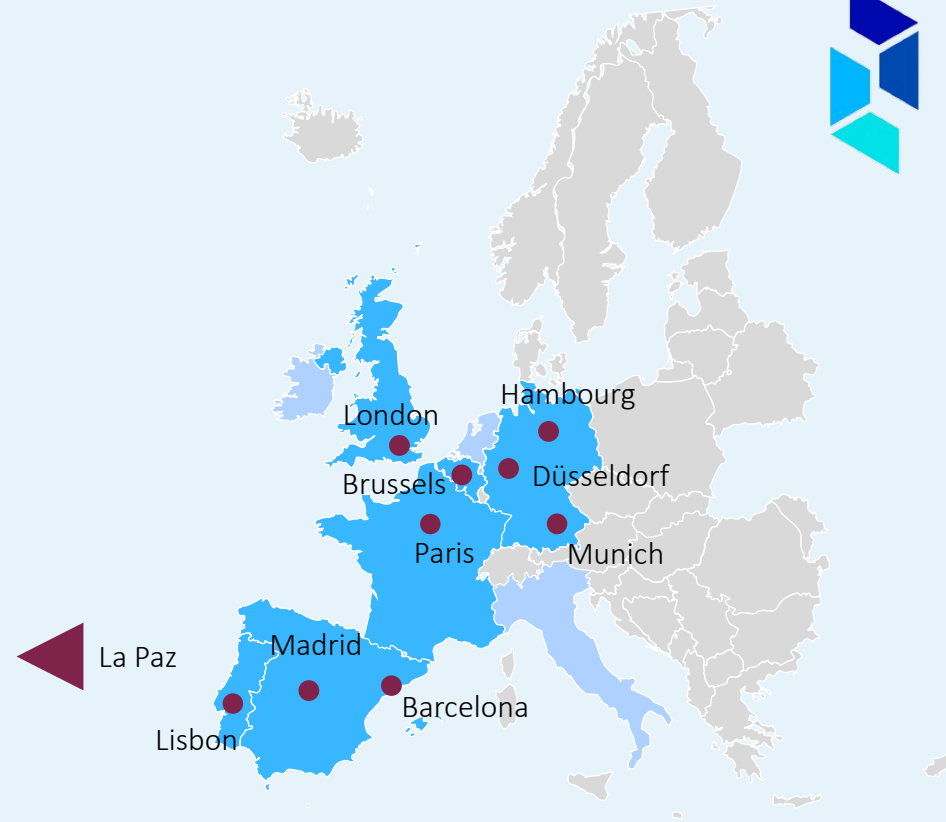 Hambourg
London
Düsseldorf
Brussels
Paris
Munich
Madrid
La Paz
Barcelona
Lisbon